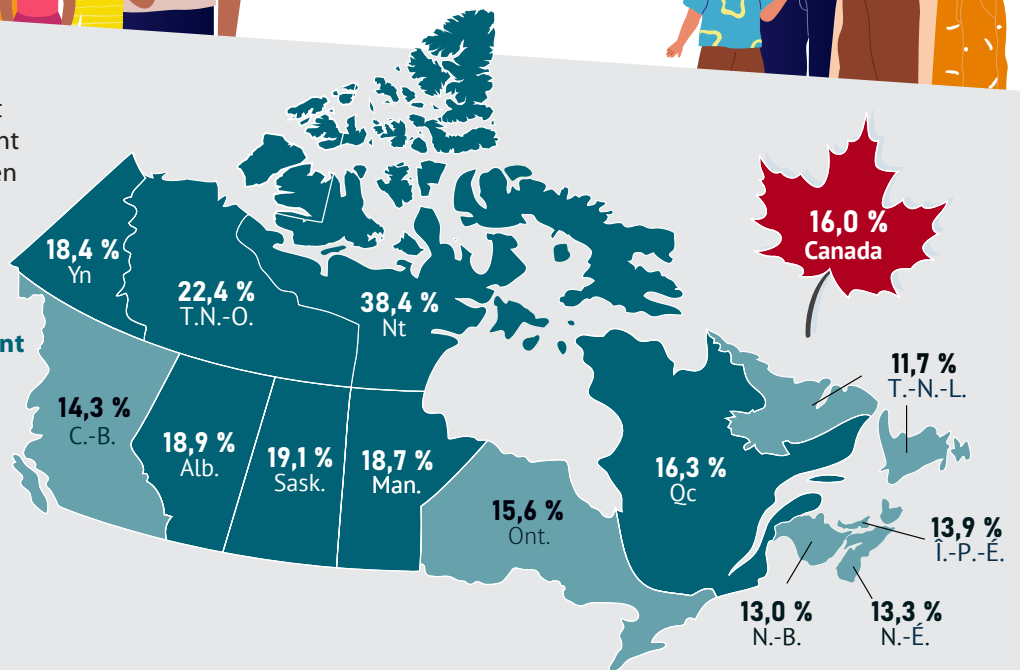 18,4 %
Yn
22,4 %
T.N.-O.
38,4 %
Nt
16,0 %
Canada
nt
14,3 %
C.-B.
18,9 %
Alb.
19,1 %
Sask.
18,7 %
Man.
15,6 %
Ont.
16,3 %
Qc
11,7 %
T.-N.-L.
13,9 %
Î.-P.-É.
13,0 %
N.-B.
13,3 %
N.-É.